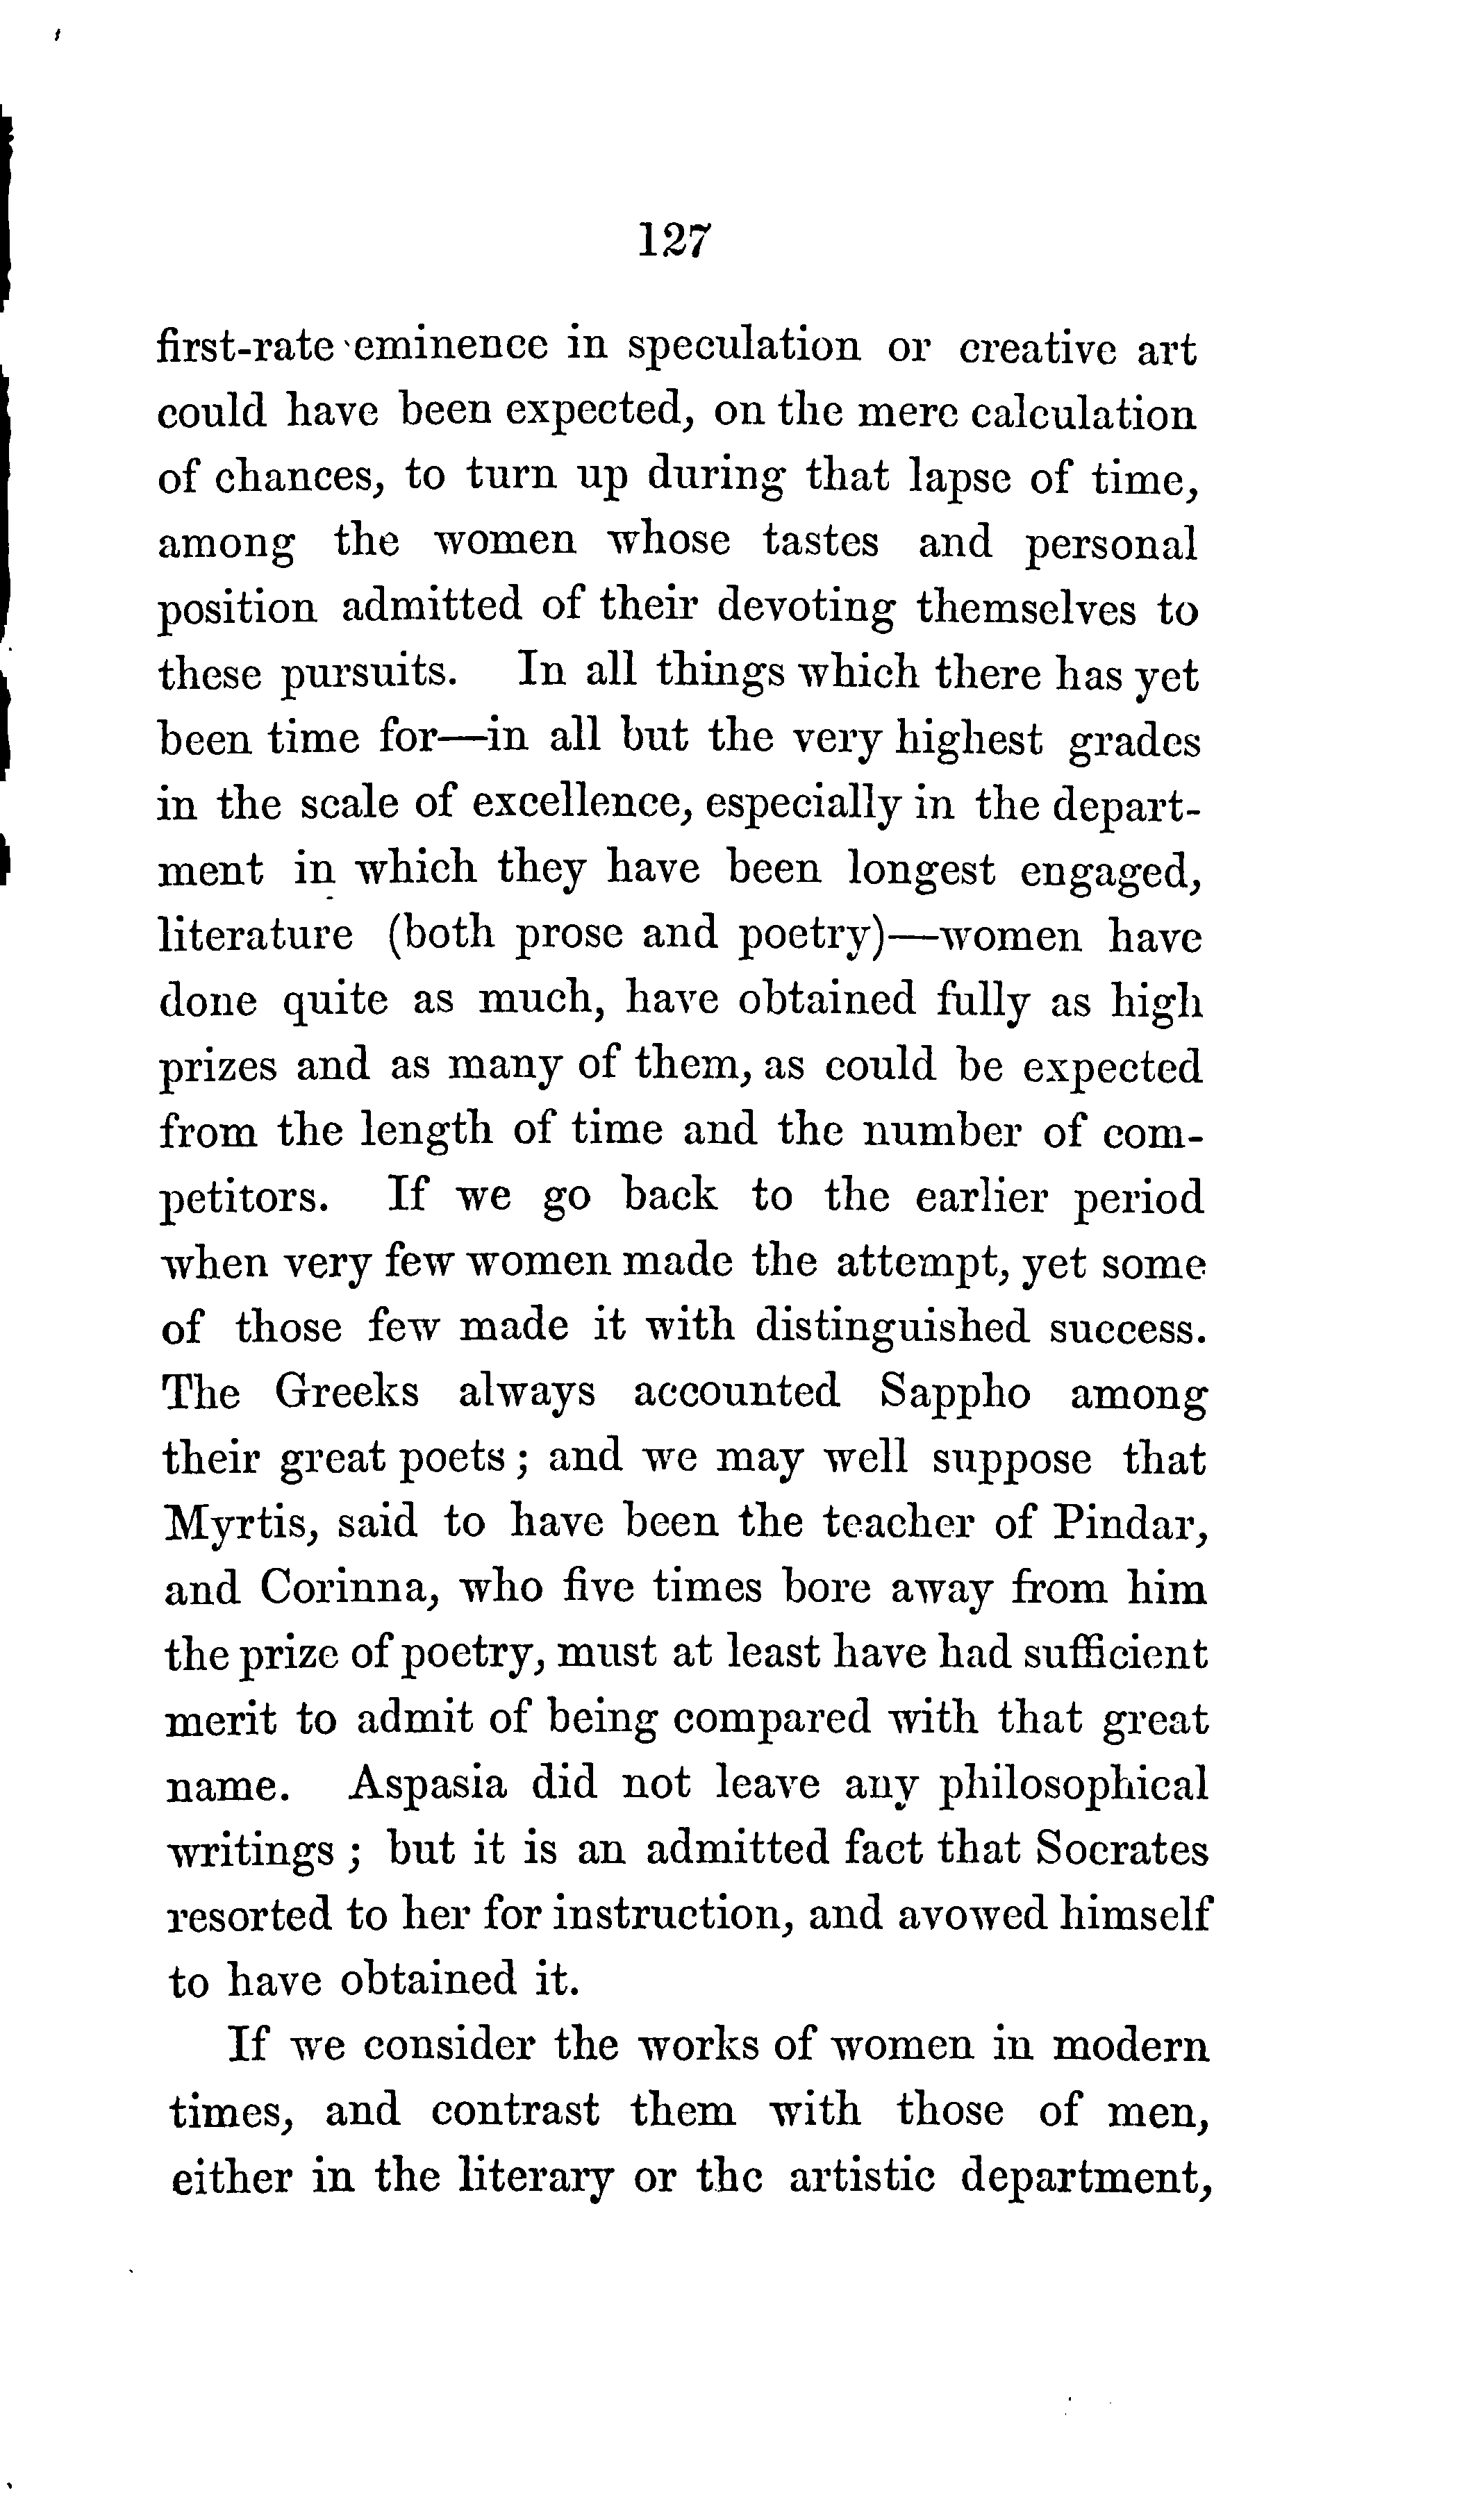 127
first-rate eminence in speculation or creative art
could have been expected, on the mere calculation
of chances, to turn up during that lapse of time,
among the women whose tastes and personal
position admitted of their devoting themselves to
these pursuits. In all things which there has yet
been time for—in all but the very highest grades
in the scale of excellence, especially in the depart-
ment in which they have been longest engaged,
literature (both prose and poetry)—women have
done quite as much, have obtained fully as high
prizes and as many of them, as could be expected
from the length of time and the number of com-
petitors. If we go back to the earlier period
when very few women made the attempt, yet some
of those few made it with distinguished success.
The Greeks always accounted Sappho among
their great poets; and we may well suppose that
Myrtis, said to have been the teacher of Pindar,
and Corinna, who five times bore away from him
the prize of poetry, must at least have had sufficient
merit to admit of being compared with that great
name. Aspasia did not leave any philosophical
writings; but it is an admitted fact that Socrates
resorted to her for instruction, and avowed himself
to have obtained it.
If we consider the works of women in modern
times, and contrast them with those of men,
either in the literary or the artistic department,